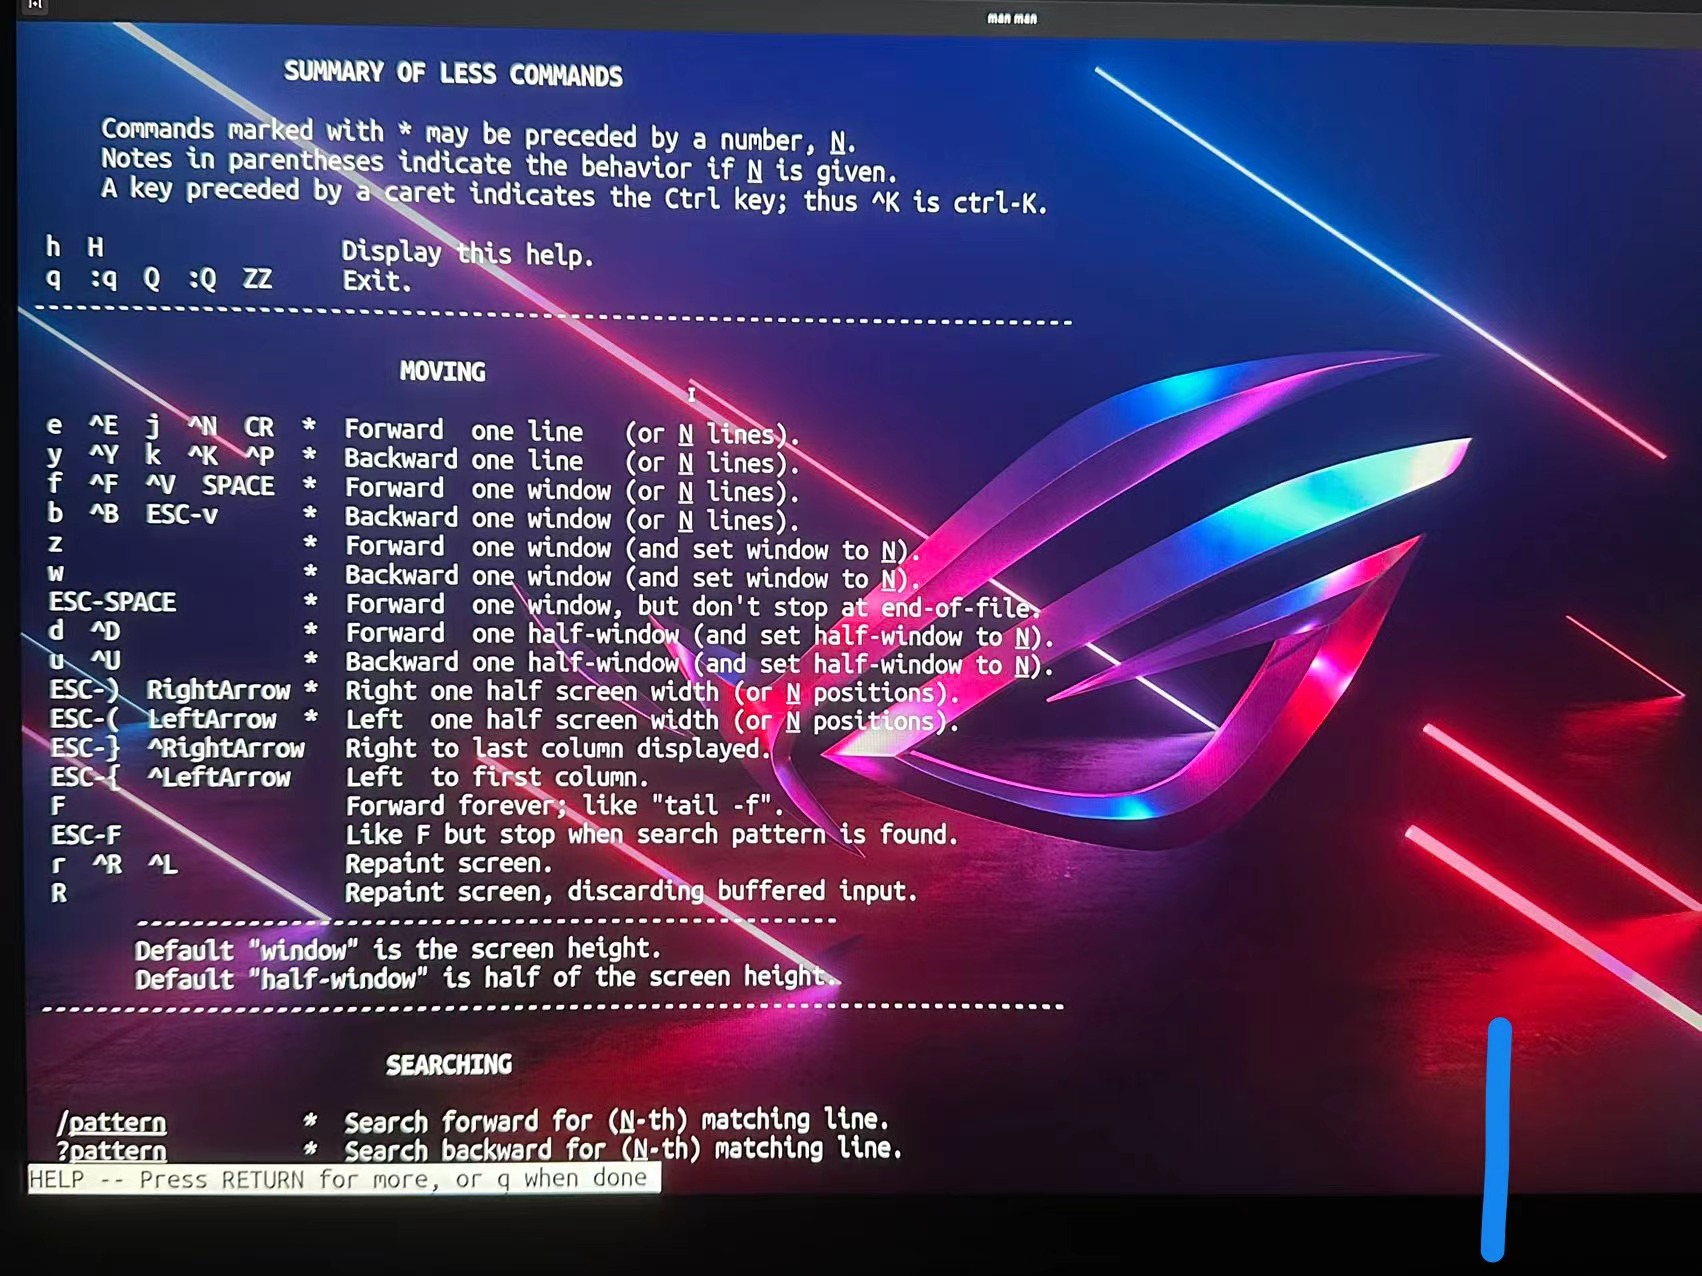 man man
SUMMARY OF LESS COMMANDS
Commands marked with * may be preceded by a number, N.
Notes in parentheses indicate the behavior if N is given.
A key preceded by a caret indicates the Ctrl key; thus ^K is ctrl-K.
h H Display this help.
q :q Q :Q ZZ Exit.
MOVING
e ^E j ^N CR * Forward one line (or N lines).
y ^Y k ^K ^P * Backward one line (or N lines).
f ^F ^V SPACE * Forward one window (or N lines).
b ^B ESC-v * Backward one window (or N lines).
z * Forward one window (and set window to N).
w * Backward one window (and set window to N).
ESC-SPACE * Forward one window, but don't stop at end-of-file.
d ^D * Forward one half-window (and set half-window to N).
u ^U * Backward one half-window (and set half-window to N).
ESC-) RightArrow * Right one half screen width (or N positions).
ESC-( LeftArrow * Left one half screen width (or N positions).
ESC-} ^RightArrow Right to last column displayed.
ESC-{ ^LeftArrow Left to first column.
F Forward forever; like "tail -f".
ESC-F Like F but stop when search pattern is found.
r ^R ^L Repaint screen.
R Repaint screen, discarding buffered input.
Default "window" is the screen height.
Default "half-window" is half of the screen height.
SEARCHING
/pattern * Search forward for (N-th) matching line.
?pattern * Search backward for (N-th) matching line.
HELP -- Press RETURN for more, or q when done